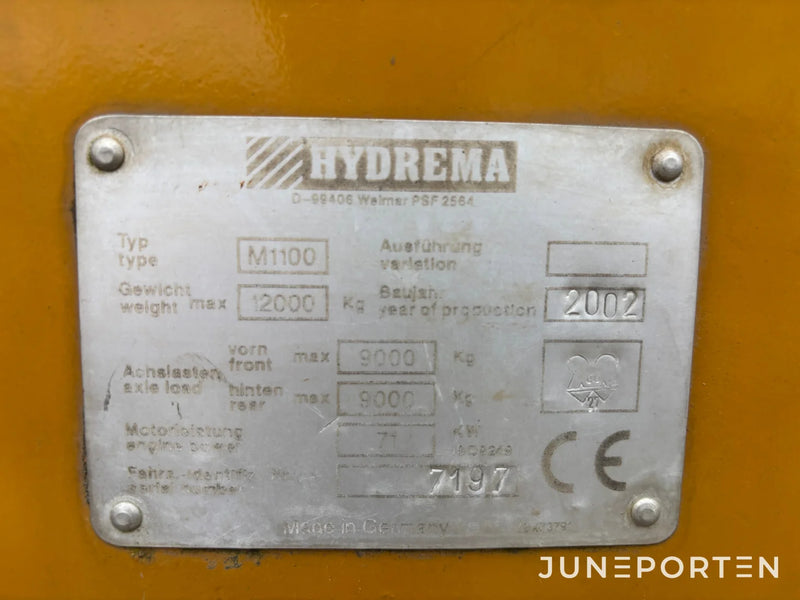 HYDREMA
D-99406 Weimar PSF 2564
Typ Ausführung
type M1100 variation
Gewicht Baujah.
weight max 12000 Kg year of production 2002
vorn
front max 9000 Kg
Achslasten
axle load
hinten
rear max 9000 Kg
Motorleistung KW
engine power 71
Fahrz.-Identifiz.
serial number 7197
CE
Made in Germany
JUNEPORTEN